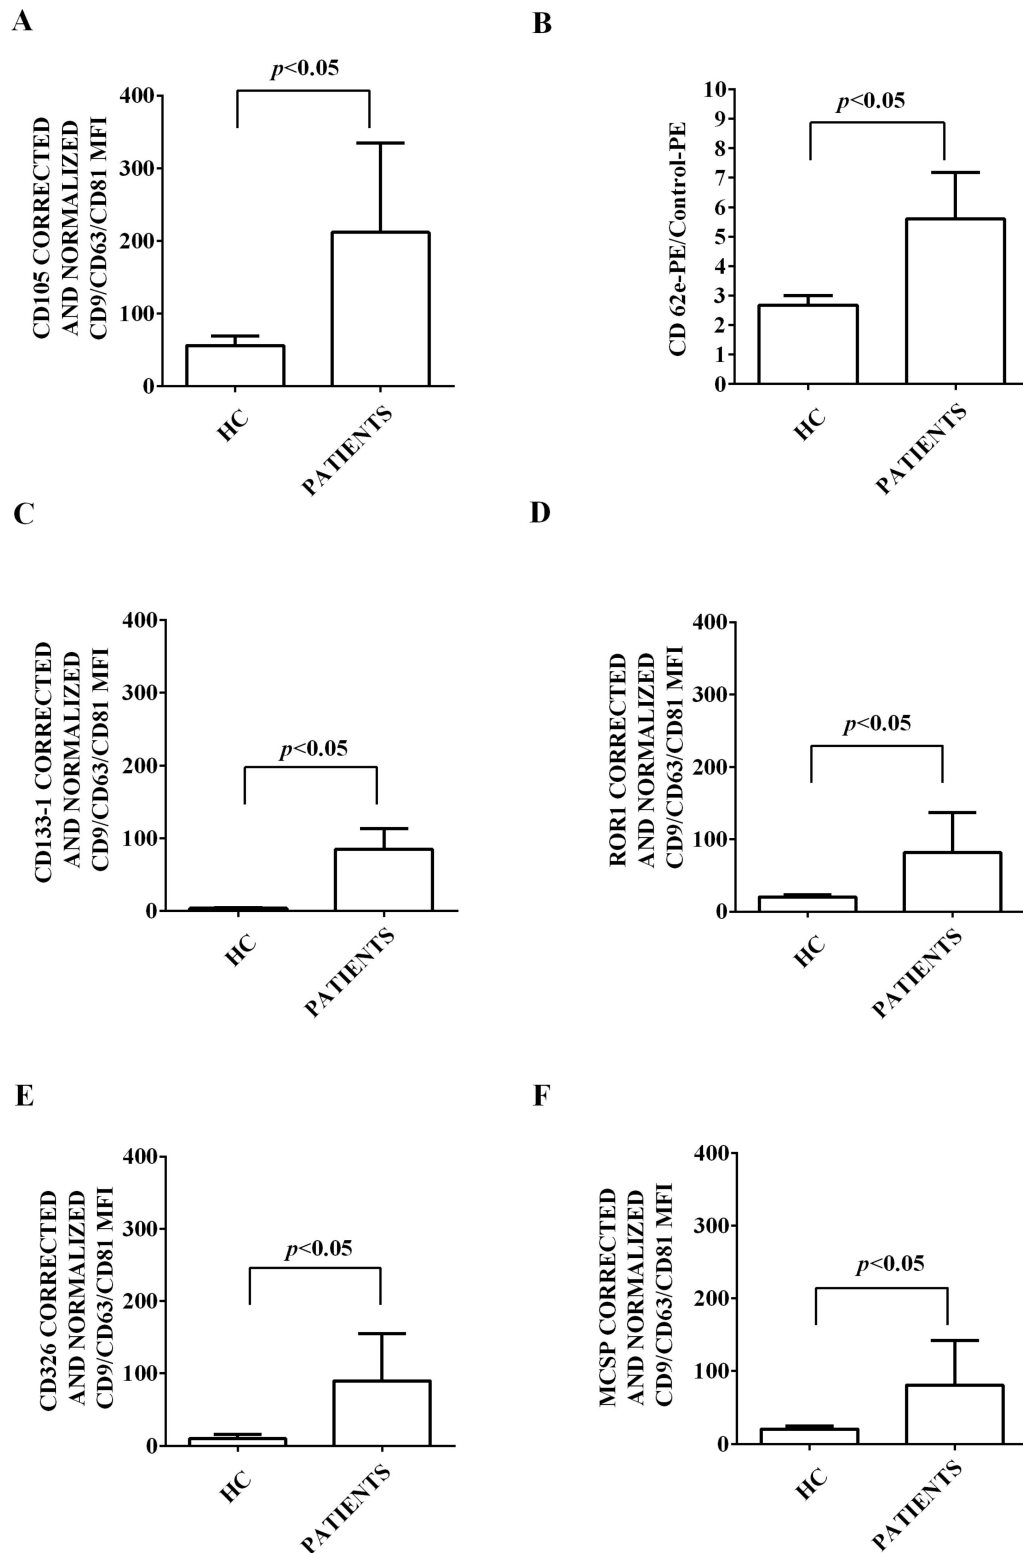 A
p<0.05
CD105 CORRECTED
AND NORMALIZED
CD9/CD63/CD81 MFI
400
300
200
100
0
HC
PATIENTS
B
p<0.05
CD 62e-PE/Control-PE
10
9
8
7
6
5
4
3
2
1
0
HC
PATIENTS
C
p<0.05
CD133-1 CORRECTED
AND NORMALIZED
CD9/CD63/CD81 MFI
400
300
200
100
0
HC
PATIENTS
D
p<0.05
ROR1 CORRECTED
AND NORMALIZED
CD9/CD63/CD81 MFI
400
300
200
100
0
HC
PATIENTS
E
p<0.05
CD326 CORRECTED
AND NORMALIZED
CD9/CD63/CD81 MFI
400
300
200
100
0
HC
PATIENTS
F
p<0.05
MCSP CORRECTED
AND NORMALIZED
CD9/CD63/CD81 MFI
400
300
200
100
0
HC
PATIENTS